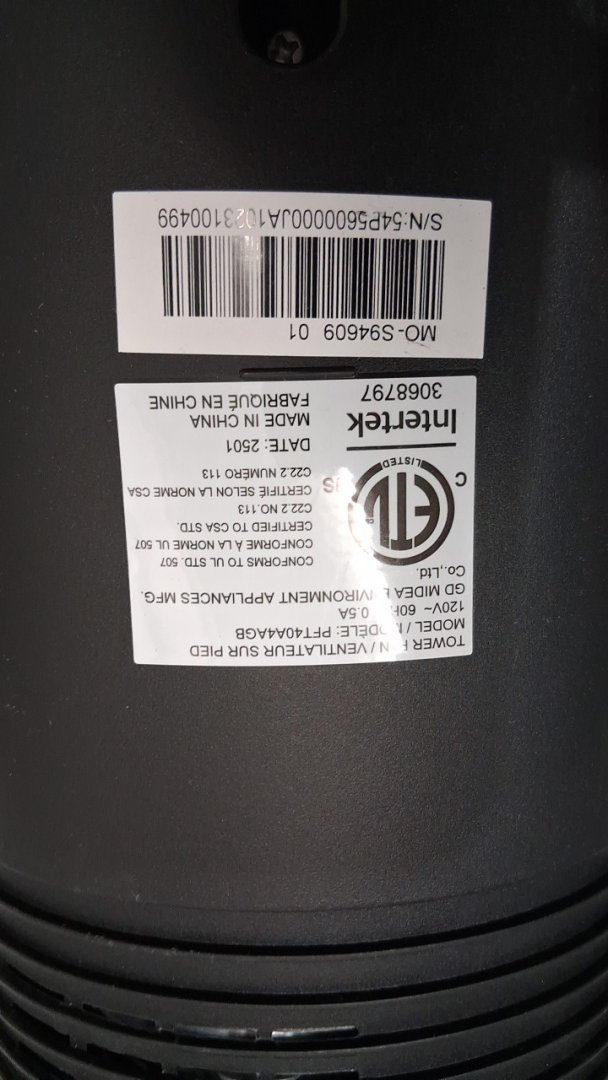 TOWER FAN / VENTILATEUR SUR PIED
MODEL / MODÈLE: PFT40A4AGB
120V~ 60Hz 0.5A
GD MIDEA ENVIRONMENT APPLIANCES MFG.
Co.,Ltd.
CONFORMS TO UL STD. 507
CONFORME À LA NORME UL 507
CERTIFIED TO CSA STD.
C22.2 NO.113
CERTIFIÉ SELON LA NORME CSA
C22.2 NUMÉRO 113
DATE: 2501
MADE IN CHINA
FABRIQUÉ EN CHINE
C ETL US
LISTED
Intertek
3068797
MO-S94609 01